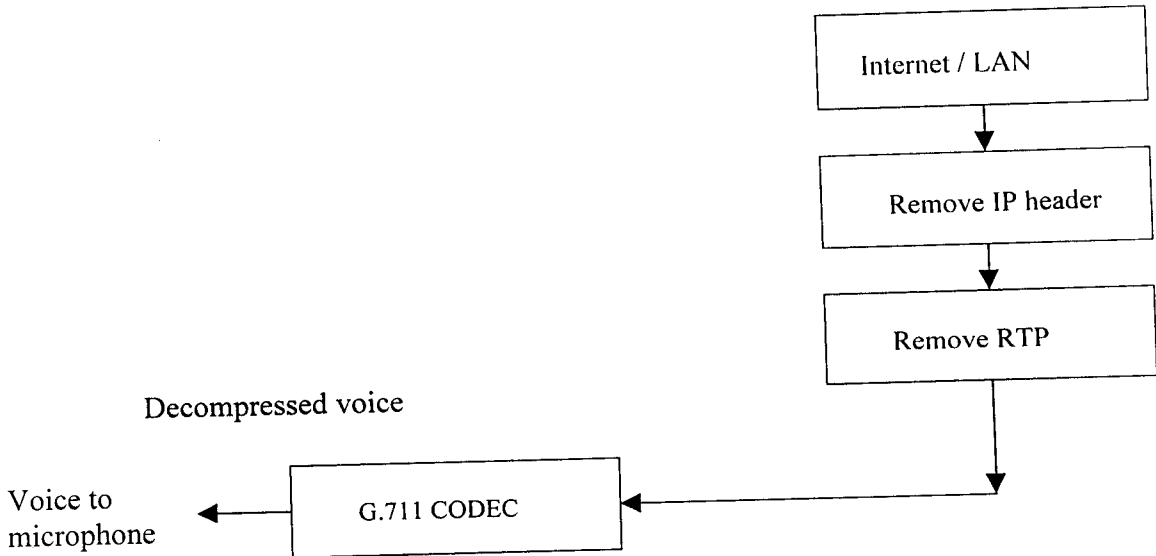 Internet / LAN
Remove IP header
Remove RTP
Decompressed voice
G.711 CODEC
Voice to
microphone